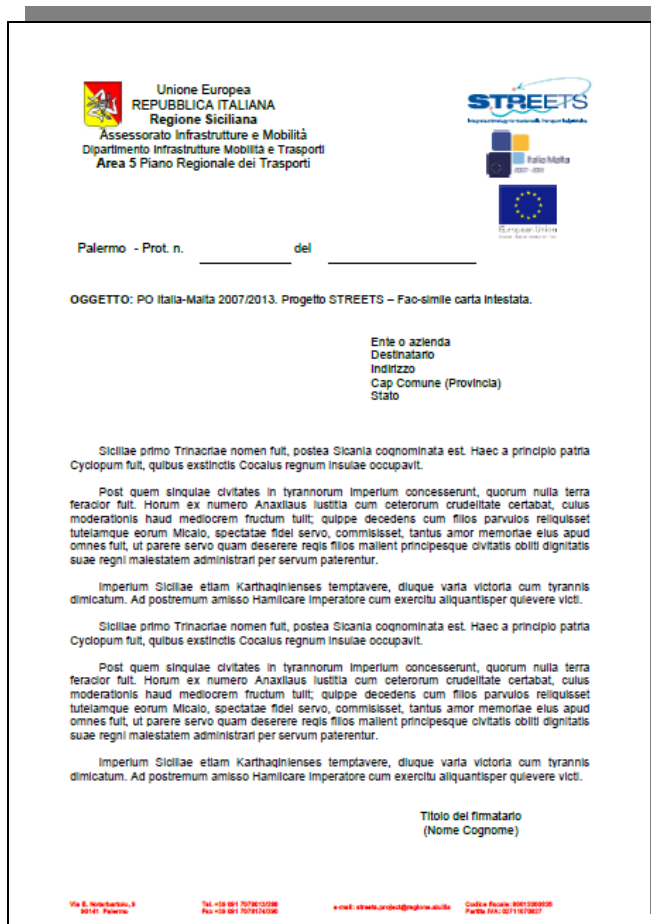 Unione Europea
REPUBBLICA ITALIANA
Regione Siciliana
Assessorato Infrastrutture e Mobilità
Dipartimento Infrastrutture Mobilità e Trasporti
Area 5 Piano Regionale dei Trasporti
STREETS
Italia Malta
2007 - 2013
European Union
Palermo - Prot. n. del
OGGETTO: PO Italia-Malta 2007/2013. Progetto STREETS – Fac-simile carta intestata.
Ente o azienda
Destinatario
Indirizzo
Cap Comune (Provincia)
Stato
Siciliae primo Trinacriae nomen fuit, postea Sicania cognominata est. Haec a principio patria
Cyclopum fuit, quibus exstinctis Cocalus regnum insulae occupavit.
Post quem singulae civitates in tyrannorum imperium concesserunt, quorum nulla terra
feracior fuit. Horum ex numero Anaxilaus iustitia cum ceterorum crudelitate certabat, cuius
moderationis haud mediocrem fructum tulit; quippe decedens cum filios parvulos reliquisset
tutelamque eorum Micalo, spectatae fidei servo, commisisset, tantus amor memoriae eius apud
omnes fuit, ut parere servo quam deserere regis filios mallent principesque civitatis obliti dignitatis
suae regni maiestatem administrari per servum paterentur.
Imperium Siciliae etiam Karthaginienses temptavere, diuque varia victoria cum tyrannis
dimicatum. Ad postremum amisso Hamilcare imperatore cum exercitu aliquantisper quievere victi.
Siciliae primo Trinacriae nomen fuit, postea Sicania cognominata est. Haec a principio patria
Cyclopum fuit, quibus exstinctis Cocalus regnum insulae occupavit.
Post quem singulae civitates in tyrannorum imperium concesserunt, quorum nulla terra
feracior fuit. Horum ex numero Anaxilaus iustitia cum ceterorum crudelitate certabat, cuius
moderationis haud mediocrem fructum tulit; quippe decedens cum filios parvulos reliquisset
tutelamque eorum Micalo, spectatae fidei servo, commisisset, tantus amor memoriae eius apud
omnes fuit, ut parere servo quam deserere regis filios mallent principesque civitatis obliti dignitatis
suae regni maiestatem administrari per servum paterentur.
Imperium Siciliae etiam Karthaginienses temptavere, diuque varia victoria cum tyrannis
dimicatum. Ad postremum amisso Hamilcare imperatore cum exercitu aliquantisper quievere victi.
Titolo del firmatario
(Nome Cognome)
Via E. Notarbartolo, 9
90141 Palermo
Tel. +39 091
Fax +39 091
e-mail: streets.project@regione.sicilia
Codice fiscale:
Partita IVA: 02711070827